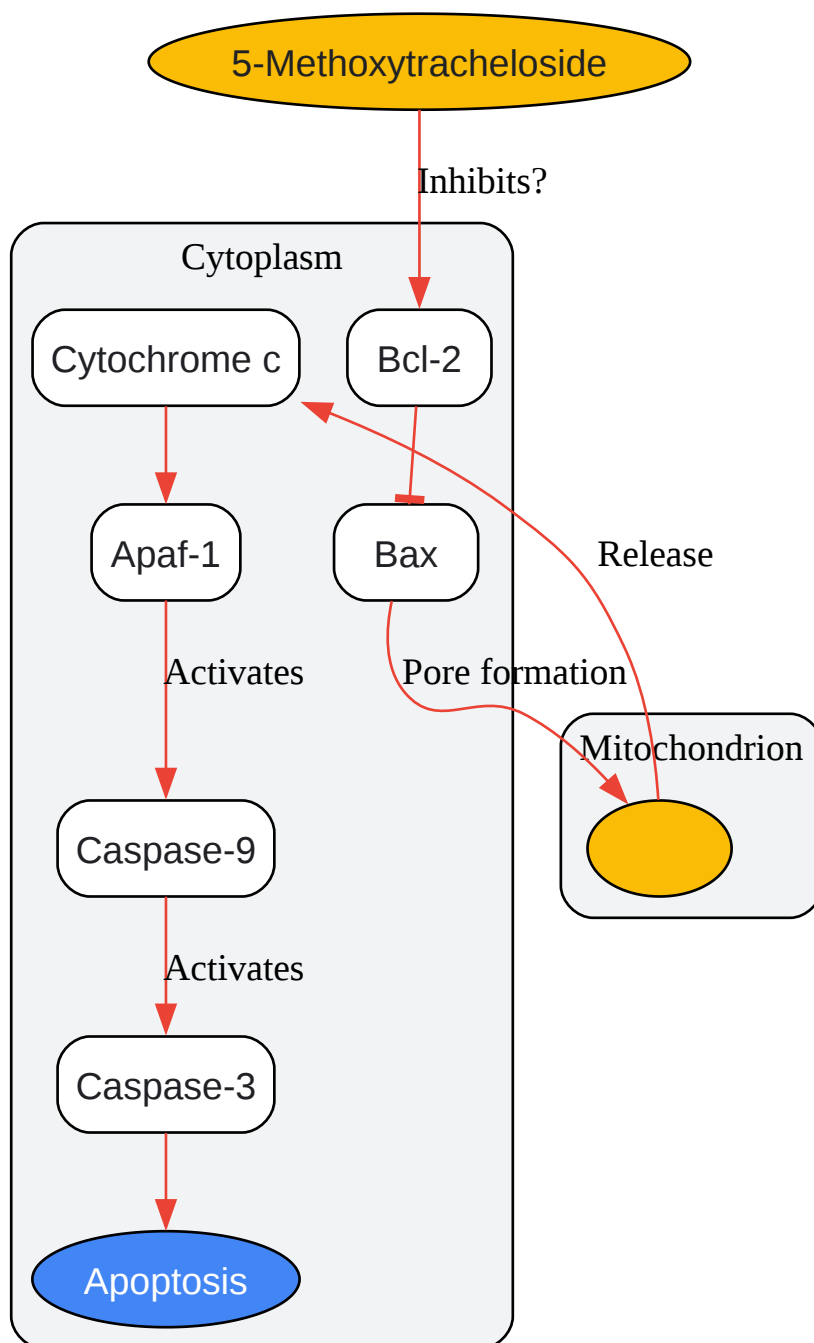 5-Methoxytracheloside
Inhibits?
Cytoplasm
Cytochrome c
Bcl-2
Apaf-1
Bax
Release
Activates
Pore formation
Mitochondrion
Caspase-9
Activates
Caspase-3
Apoptosis